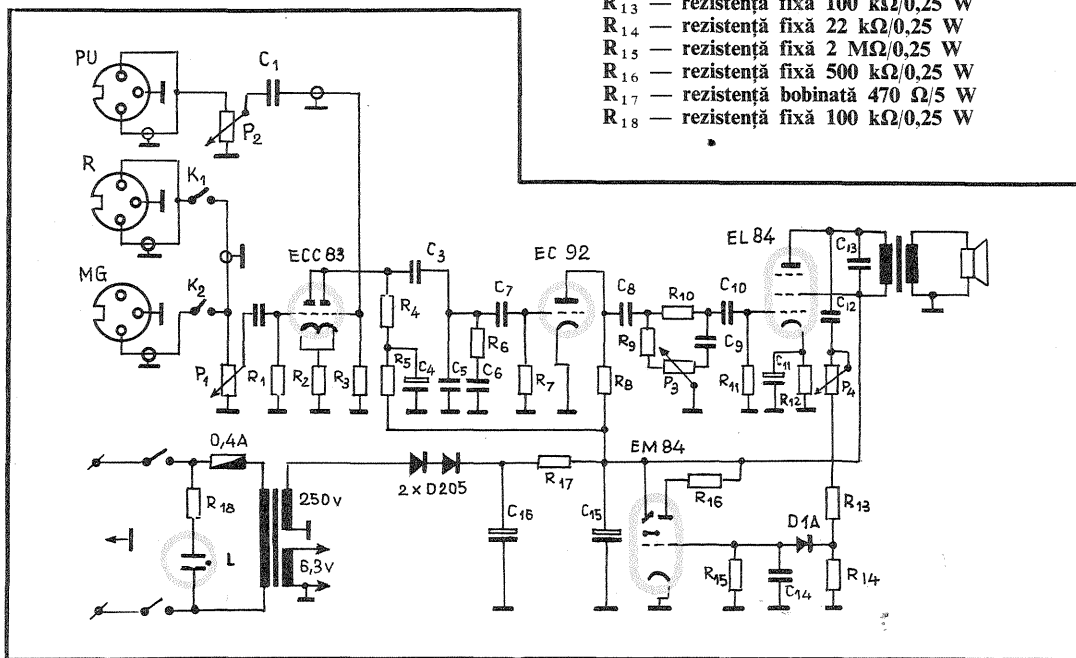 R₁₃ — rezistență fixă 100 kΩ/0,25 W
R₁₄ — rezistență fixă 22 kΩ/0,25 W
R₁₅ — rezistență fixă 2 MΩ/0,25 W
R₁₆ — rezistență fixă 500 kΩ/0,25 W
R₁₇ — rezistență bobinată 470 Ω/5 W
R₁₈ — rezistență fixă 100 kΩ/0,25 W
PU
C₁
P₂
R
K₁
MG
K₂
P₁
R₁
ECC 83
R₂
R₃
R₄
C₃
R₅
C₄
C₅
R₆
C₆
C₇
EC 92
R₇
R₈
C₈
R₁₀
C₁₀
R₉
C₉
P₃
R₁₁
EL 84
C₁₁
R₁₂
C₁₃
C₁₂
P₄
0,4A
R₁₈
L
250v
6,3v
2 x D205
C₁₆
R₁₇
C₁₅
EM 84
R₁₆
R₁₅
C₁₄
D1A
R₁₃
R₁₄